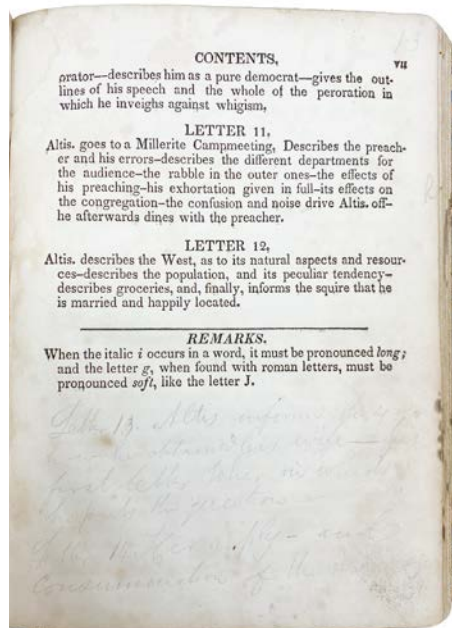 CONTENTS,
VII
orator—describes him as a pure democrat—gives the out-
lines of his speech and the whole of the peroration in
which he inveighs against whigism,
LETTER 11,
Altis. goes to a Millerite Campmeeting, Describes the preach-
er and his errors–describes the different departments for
the audience–the rabble in the outer ones–the effects of
his preaching–his exhortation given in full–its effects on
the congregation–the confusion and noise drive Altis. off–
he afterwards dines with the preacher.
LETTER 12,
Altis. describes the West, as to its natural aspects and resour-
ces–describes the population, and its peculiar tendency–
describes groceries, and, finally, informs the squire that he
is married and happily located.
REMARKS.
When the italic i occurs in a word, it must be pronounced long;
and the letter g, when found with roman letters, must be
pronounced soft, like the letter J.
Letter 13. Altis informs
first letter
consummation of the